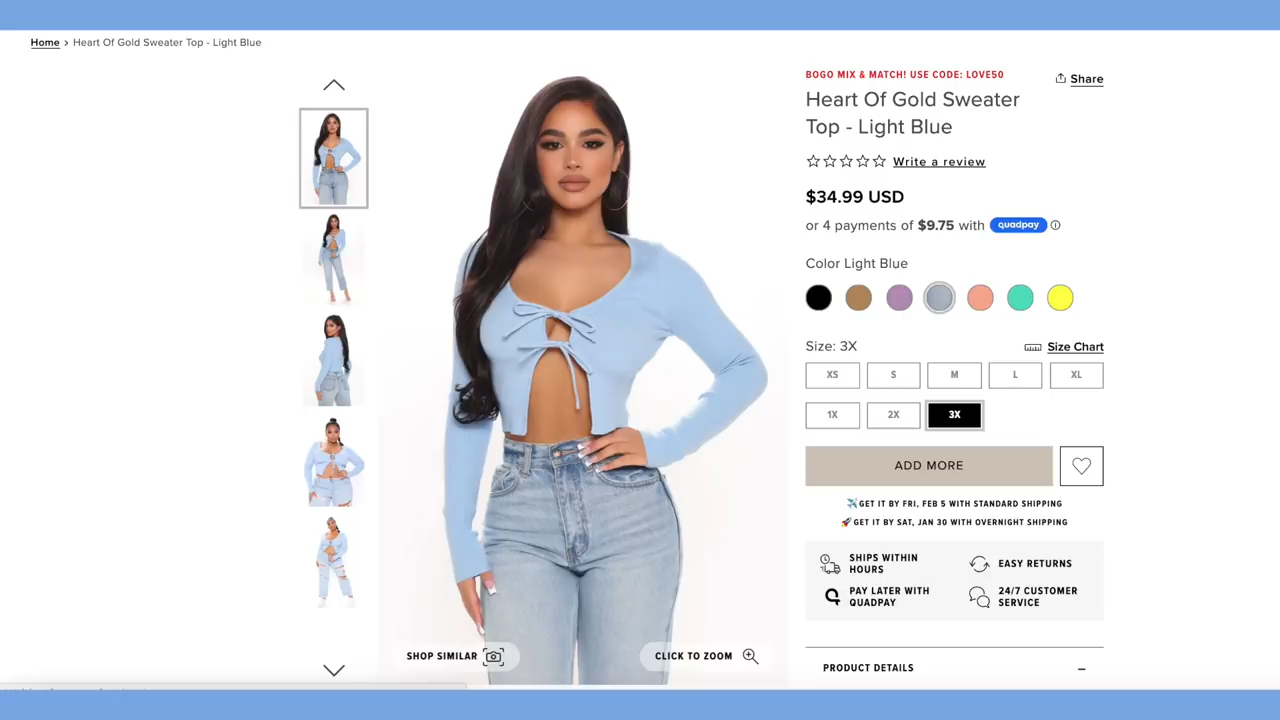 Home > Heart Of Gold Sweater Top - Light Blue
BOGO MIX & MATCH! USE CODE: LOVE50
Share
Heart Of Gold Sweater
Top - Light Blue
Write a review
$34.99 USD
or 4 payments of $9.75 with quadpay
Color Light Blue
Size: 3X
Size Chart
XS S M L XL
1X 2X 3X
ADD MORE
GET IT BY FRI, FEB 5 WITH STANDARD SHIPPING
GET IT BY SAT, JAN 30 WITH OVERNIGHT SHIPPING
SHIPS WITHIN
HOURS
EASY RETURNS
PAY LATER WITH
QUADPAY
24/7 CUSTOMER
SERVICE
SHOP SIMILAR
CLICK TO ZOOM
PRODUCT DETAILS